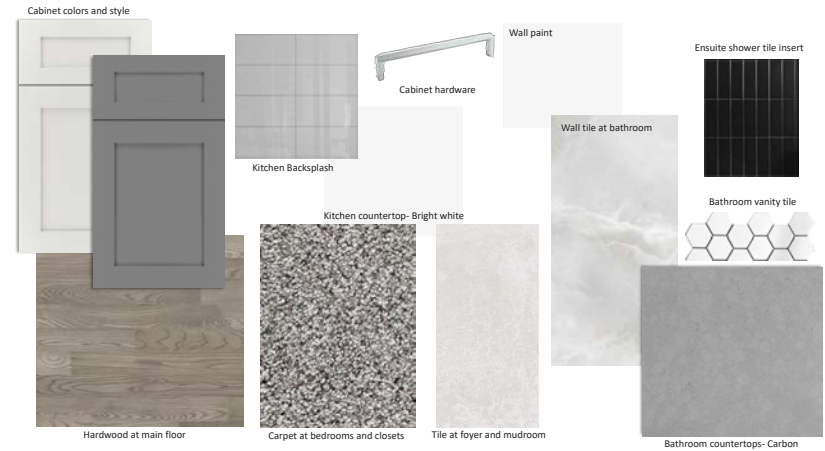 Cabinet colors and style
Wall paint
Ensuite shower tile insert
Cabinet hardware
Wall tile at bathroom
Kitchen Backsplash
Bathroom vanity tile
Kitchen countertop- Bright white
Hardwood at main floor
Carpet at bedrooms and closets
Tile at foyer and mudroom
Bathroom countertops- Carbon